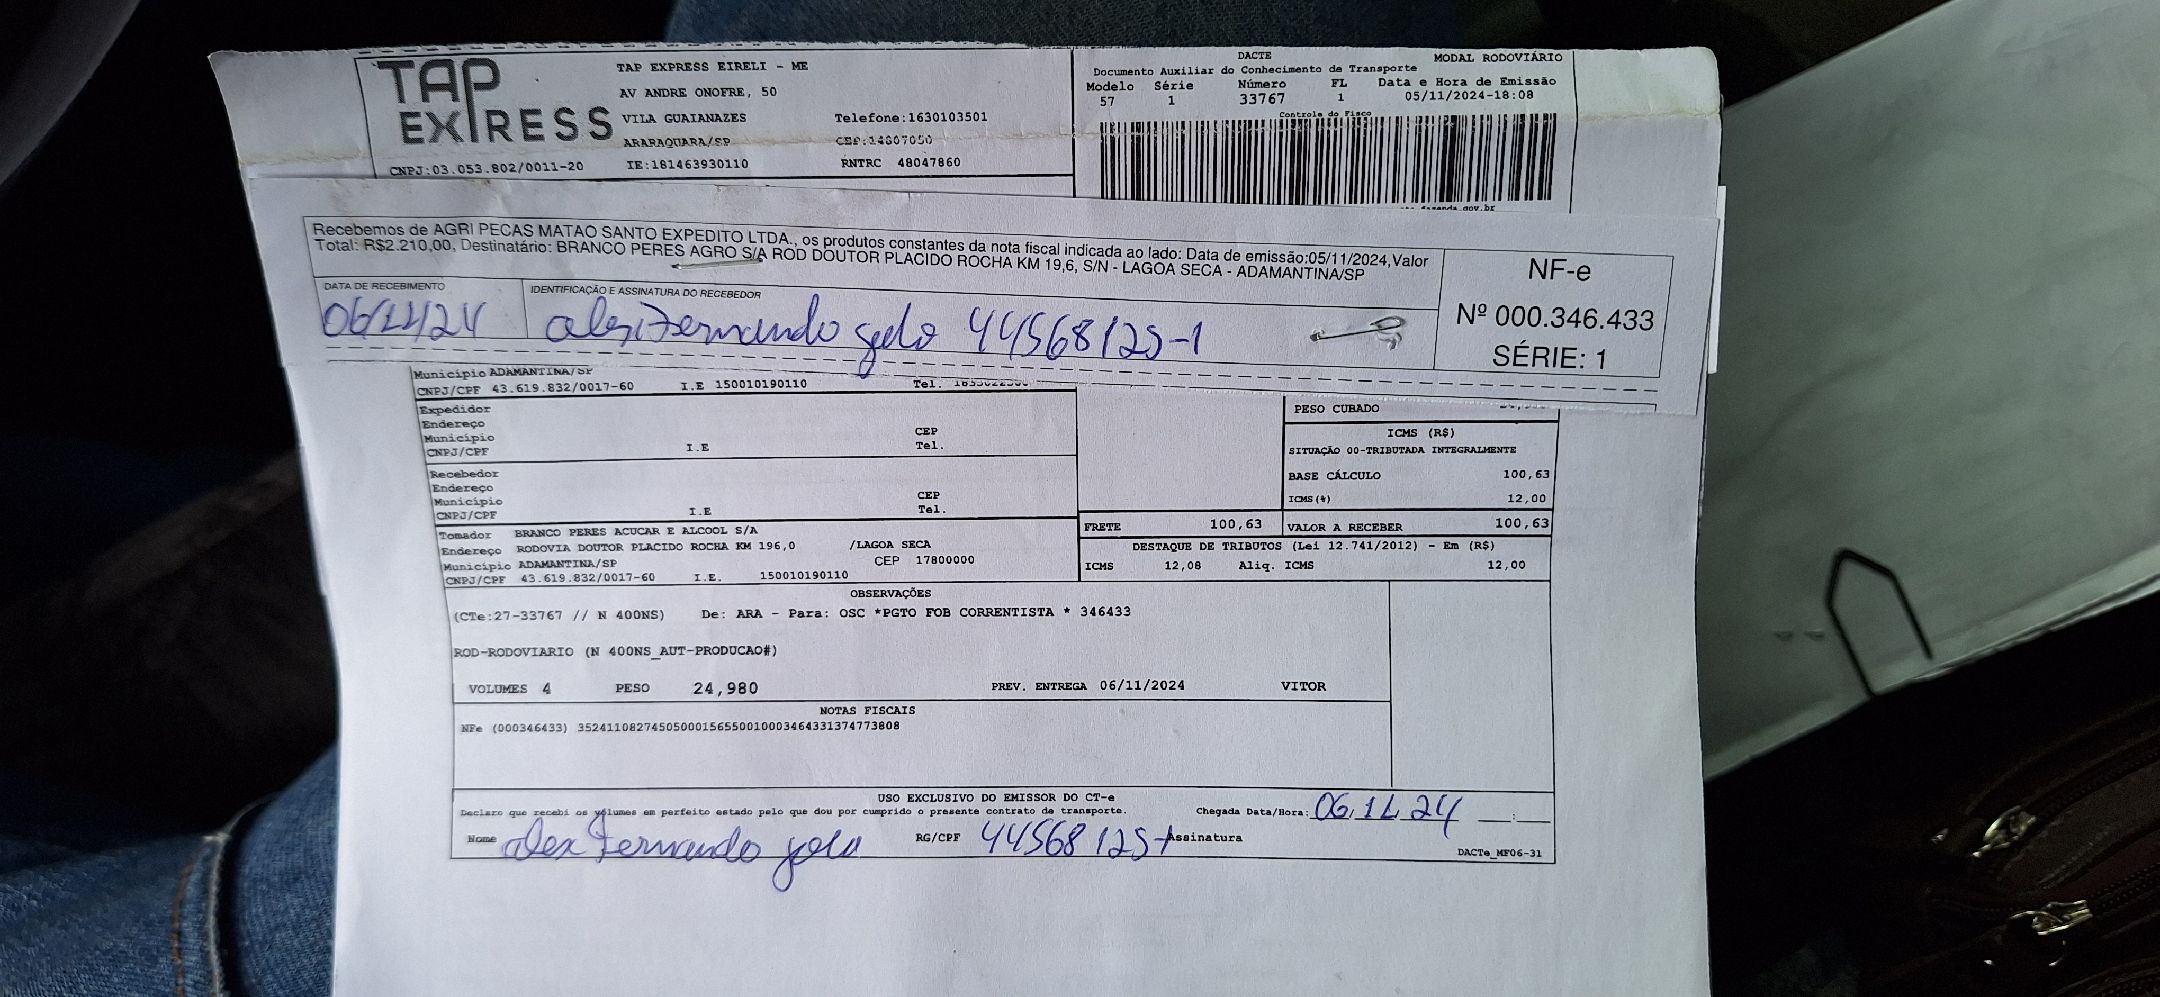 TAP EXPRESS
TAP EXPRESS EIRELI - ME
AV ANDRE ONOFRE, 50
VILA GUAIANAZES Telefone:1630103501
ARARAQUARA/SP CEP:14807050
CNPJ:03.053.802/0011-20 IE:181463930110 RNTRC 48047860
DACTE MODAL RODOVIÁRIO
Documento Auxiliar do Conhecimento de Transporte
Modelo Série Número FL Data e Hora de Emissão
57 1 33767 1 05/11/2024-18:08
Controle do Fisco
Recebemos de AGRI PECAS MATAO SANTO EXPEDITO LTDA., os produtos constantes da nota fiscal indicada ao lado: Data de emissão:05/11/2024,Valor
Total: R$2.210,00, Destinatário: BRANCO PERES AGRO S/A ROD DOUTOR PLACIDO ROCHA KM 19,6, S/N - LAGOA SECA - ADAMANTINA/SP
DATA DE RECEBIMENTO IDENTIFICAÇÃO E ASSINATURA DO RECEBEDOR
06/11/24 alex Fernando 44568125-1
NF-e
Nº 000.346.433
SÉRIE: 1
Município ADAMANTINA/SP
CNPJ/CPF 43.619.832/0017-60 I.E 150010190110 Tel.
Expedidor
Endereço
Município CEP
CNPJ/CPF I.E Tel.
Recebedor
Endereço
Município CEP
CNPJ/CPF I.E Tel.
PESO CUBADO
ICMS (R$)
SITUAÇÃO 00-TRIBUTADA INTEGRALMENTE
BASE CÁLCULO 100,63
ICMS(%) 12,00
FRETE 100,63 VALOR A RECEBER 100,63
Tomador BRANCO PERES ACUCAR E ALCOOL S/A
Endereço RODOVIA DOUTOR PLACIDO ROCHA KM 196,0 /LAGOA SECA
Município ADAMANTINA/SP CEP 17800000
CNPJ/CPF 43.619.832/0017-60 I.E. 150010190110
DESTAQUE DE TRIBUTOS (Lei 12.741/2012) - Em (R$)
ICMS 12,08 Aliq. ICMS 12,00
OBSERVAÇÕES
(CTe:27-33767 // N 400NS) De: ARA - Para: OSC *PGTO FOB CORRENTISTA * 346433
ROD-RODOVIARIO (N 400NS_AUT-PRODUCAO#)
VOLUMES 4 PESO 24,980 PREV. ENTREGA 06/11/2024 VITOR
NOTAS FISCAIS
NFe (000346433) 35241108274505000156550010003464331374773808
USO EXCLUSIVO DO EMISSOR DO CT-e
Declaro que recebi os volumes em perfeito estado pelo que dou por cumprido o presente contrato de transporte. Chegada Data/Hora: 06.11.24 __:__
Nome alex Fernando RG/CPF 44568125-1 Assinatura
DACTe_MF06-31